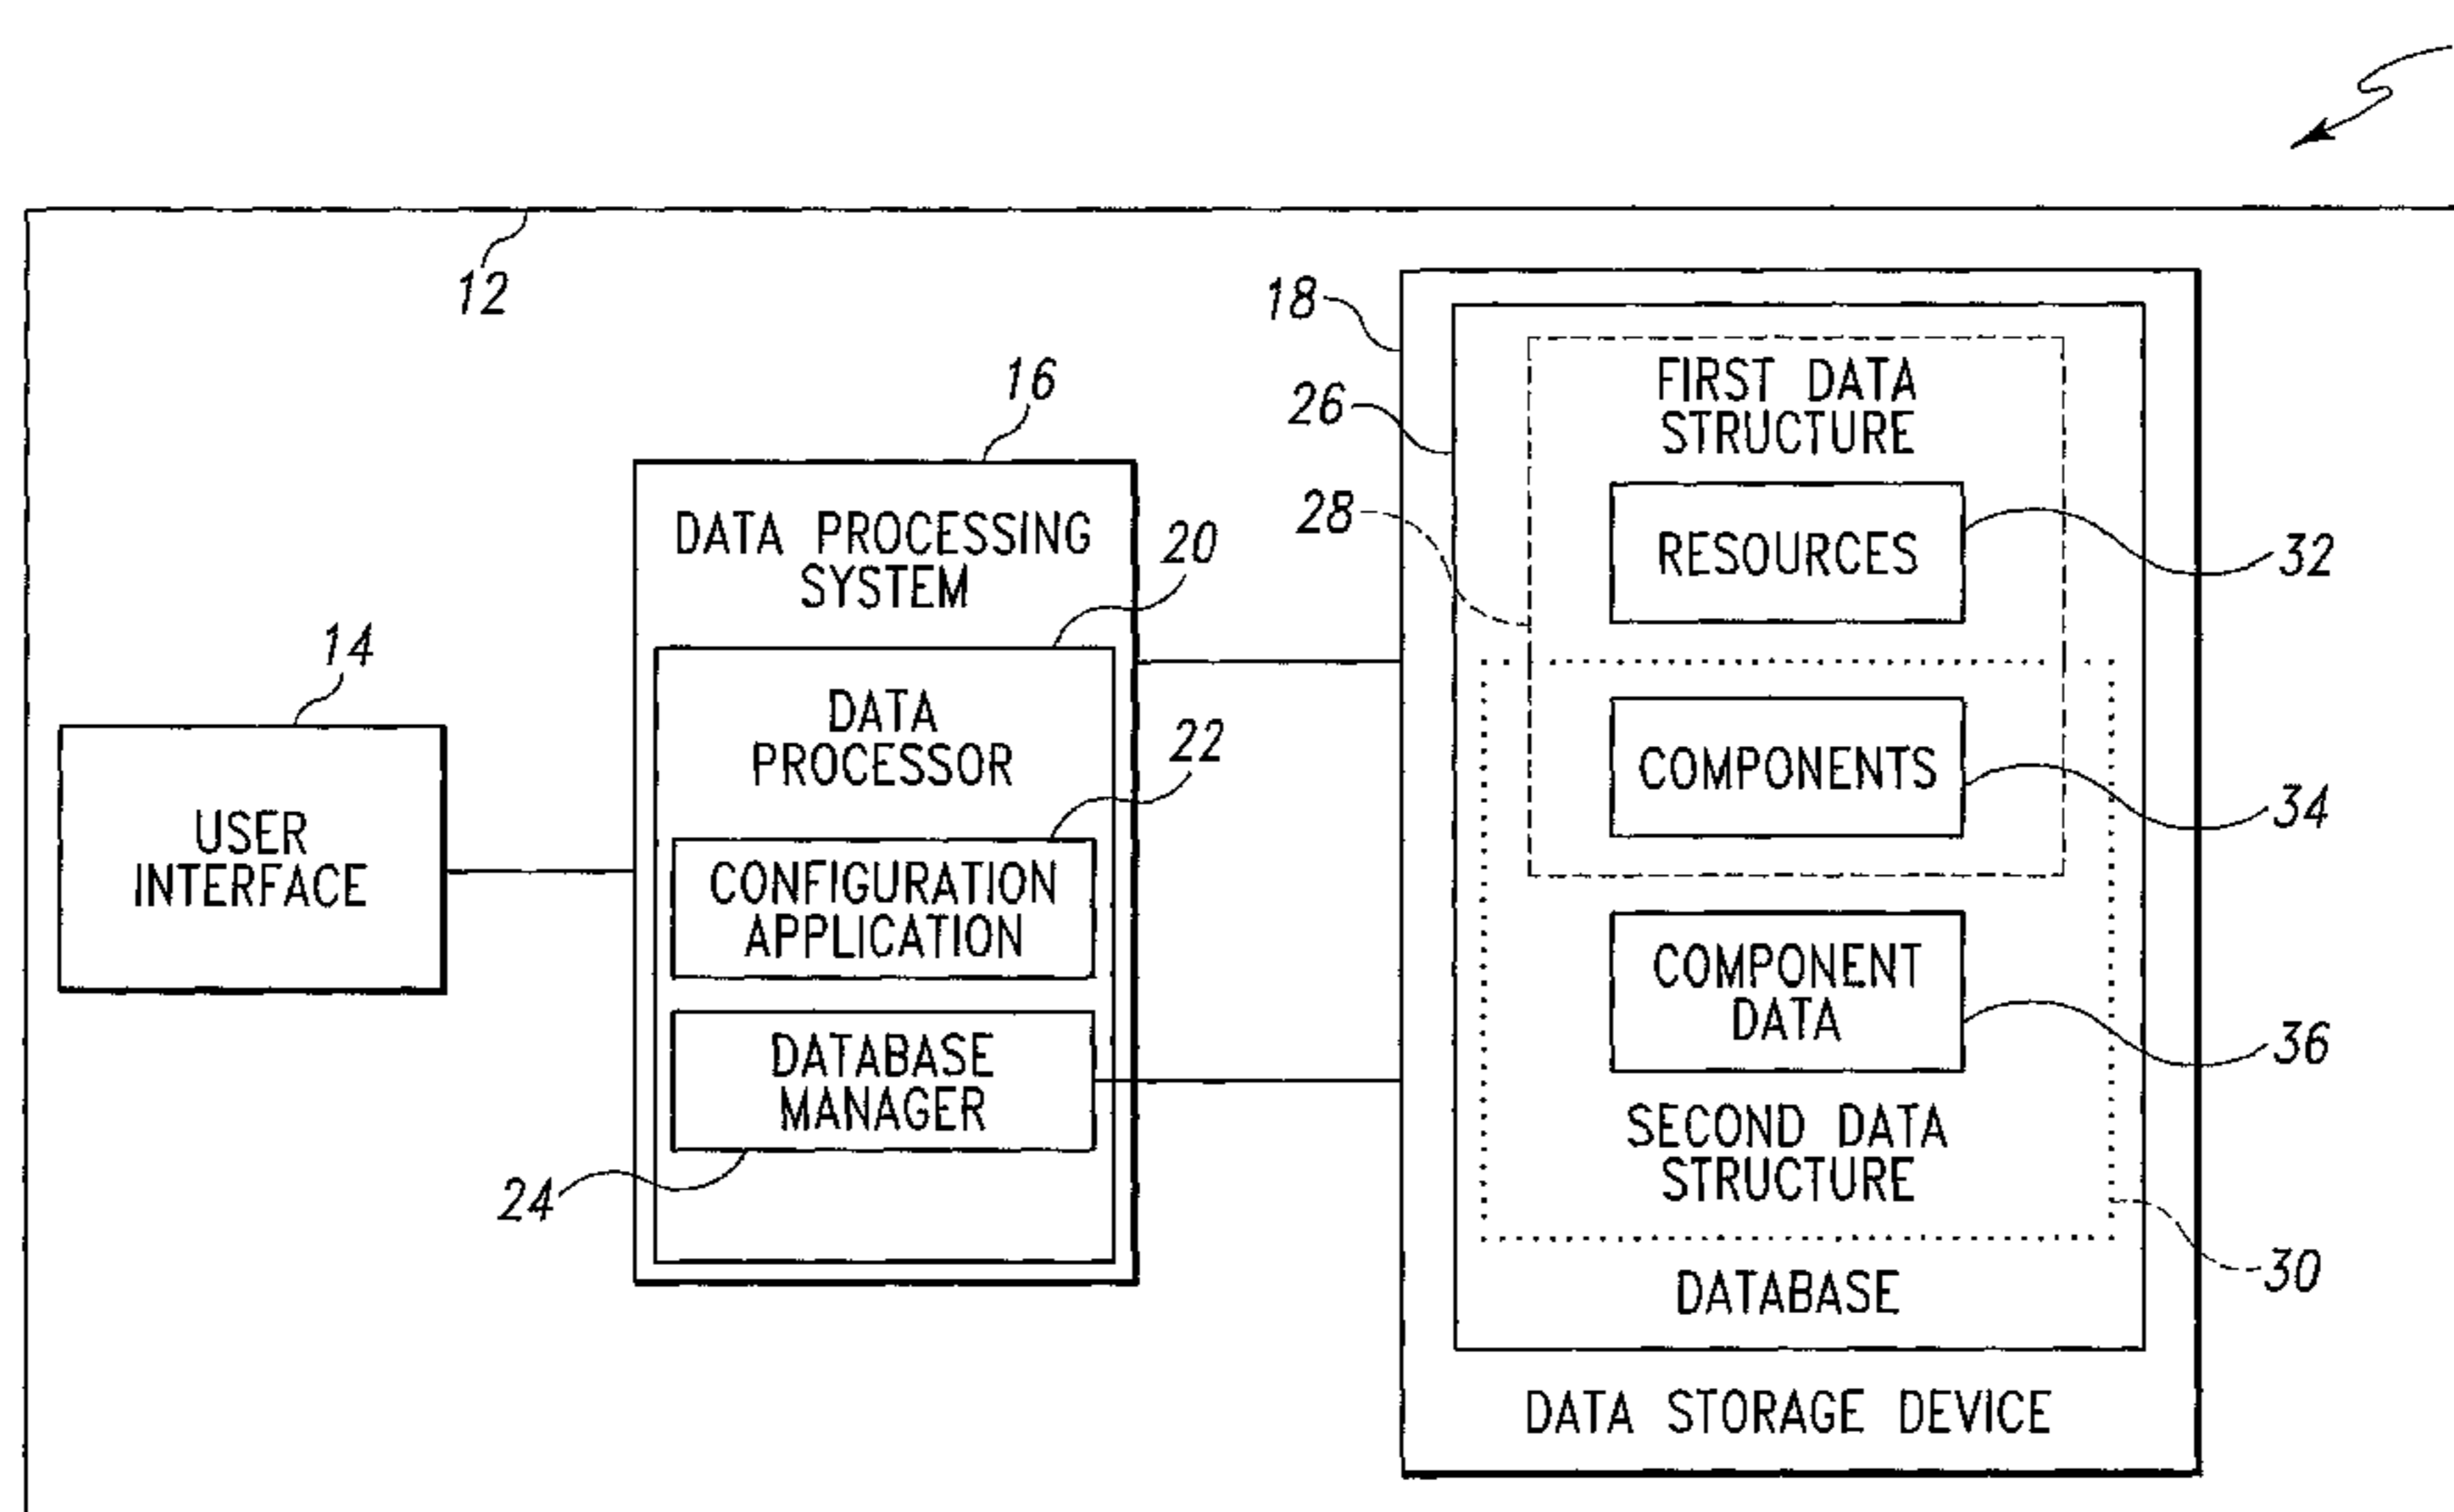 12
18
FIRST DATA
STRUCTURE
26
16
28
RESOURCES
32
DATA PROCESSING
SYSTEM
20
14
DATA
PROCESSOR
22
COMPONENTS
34
USER
INTERFACE
CONFIGURATION
APPLICATION
COMPONENT
DATA
36
DATABASE
MANAGER
24
SECOND DATA
STRUCTURE
30
DATABASE
DATA STORAGE DEVICE